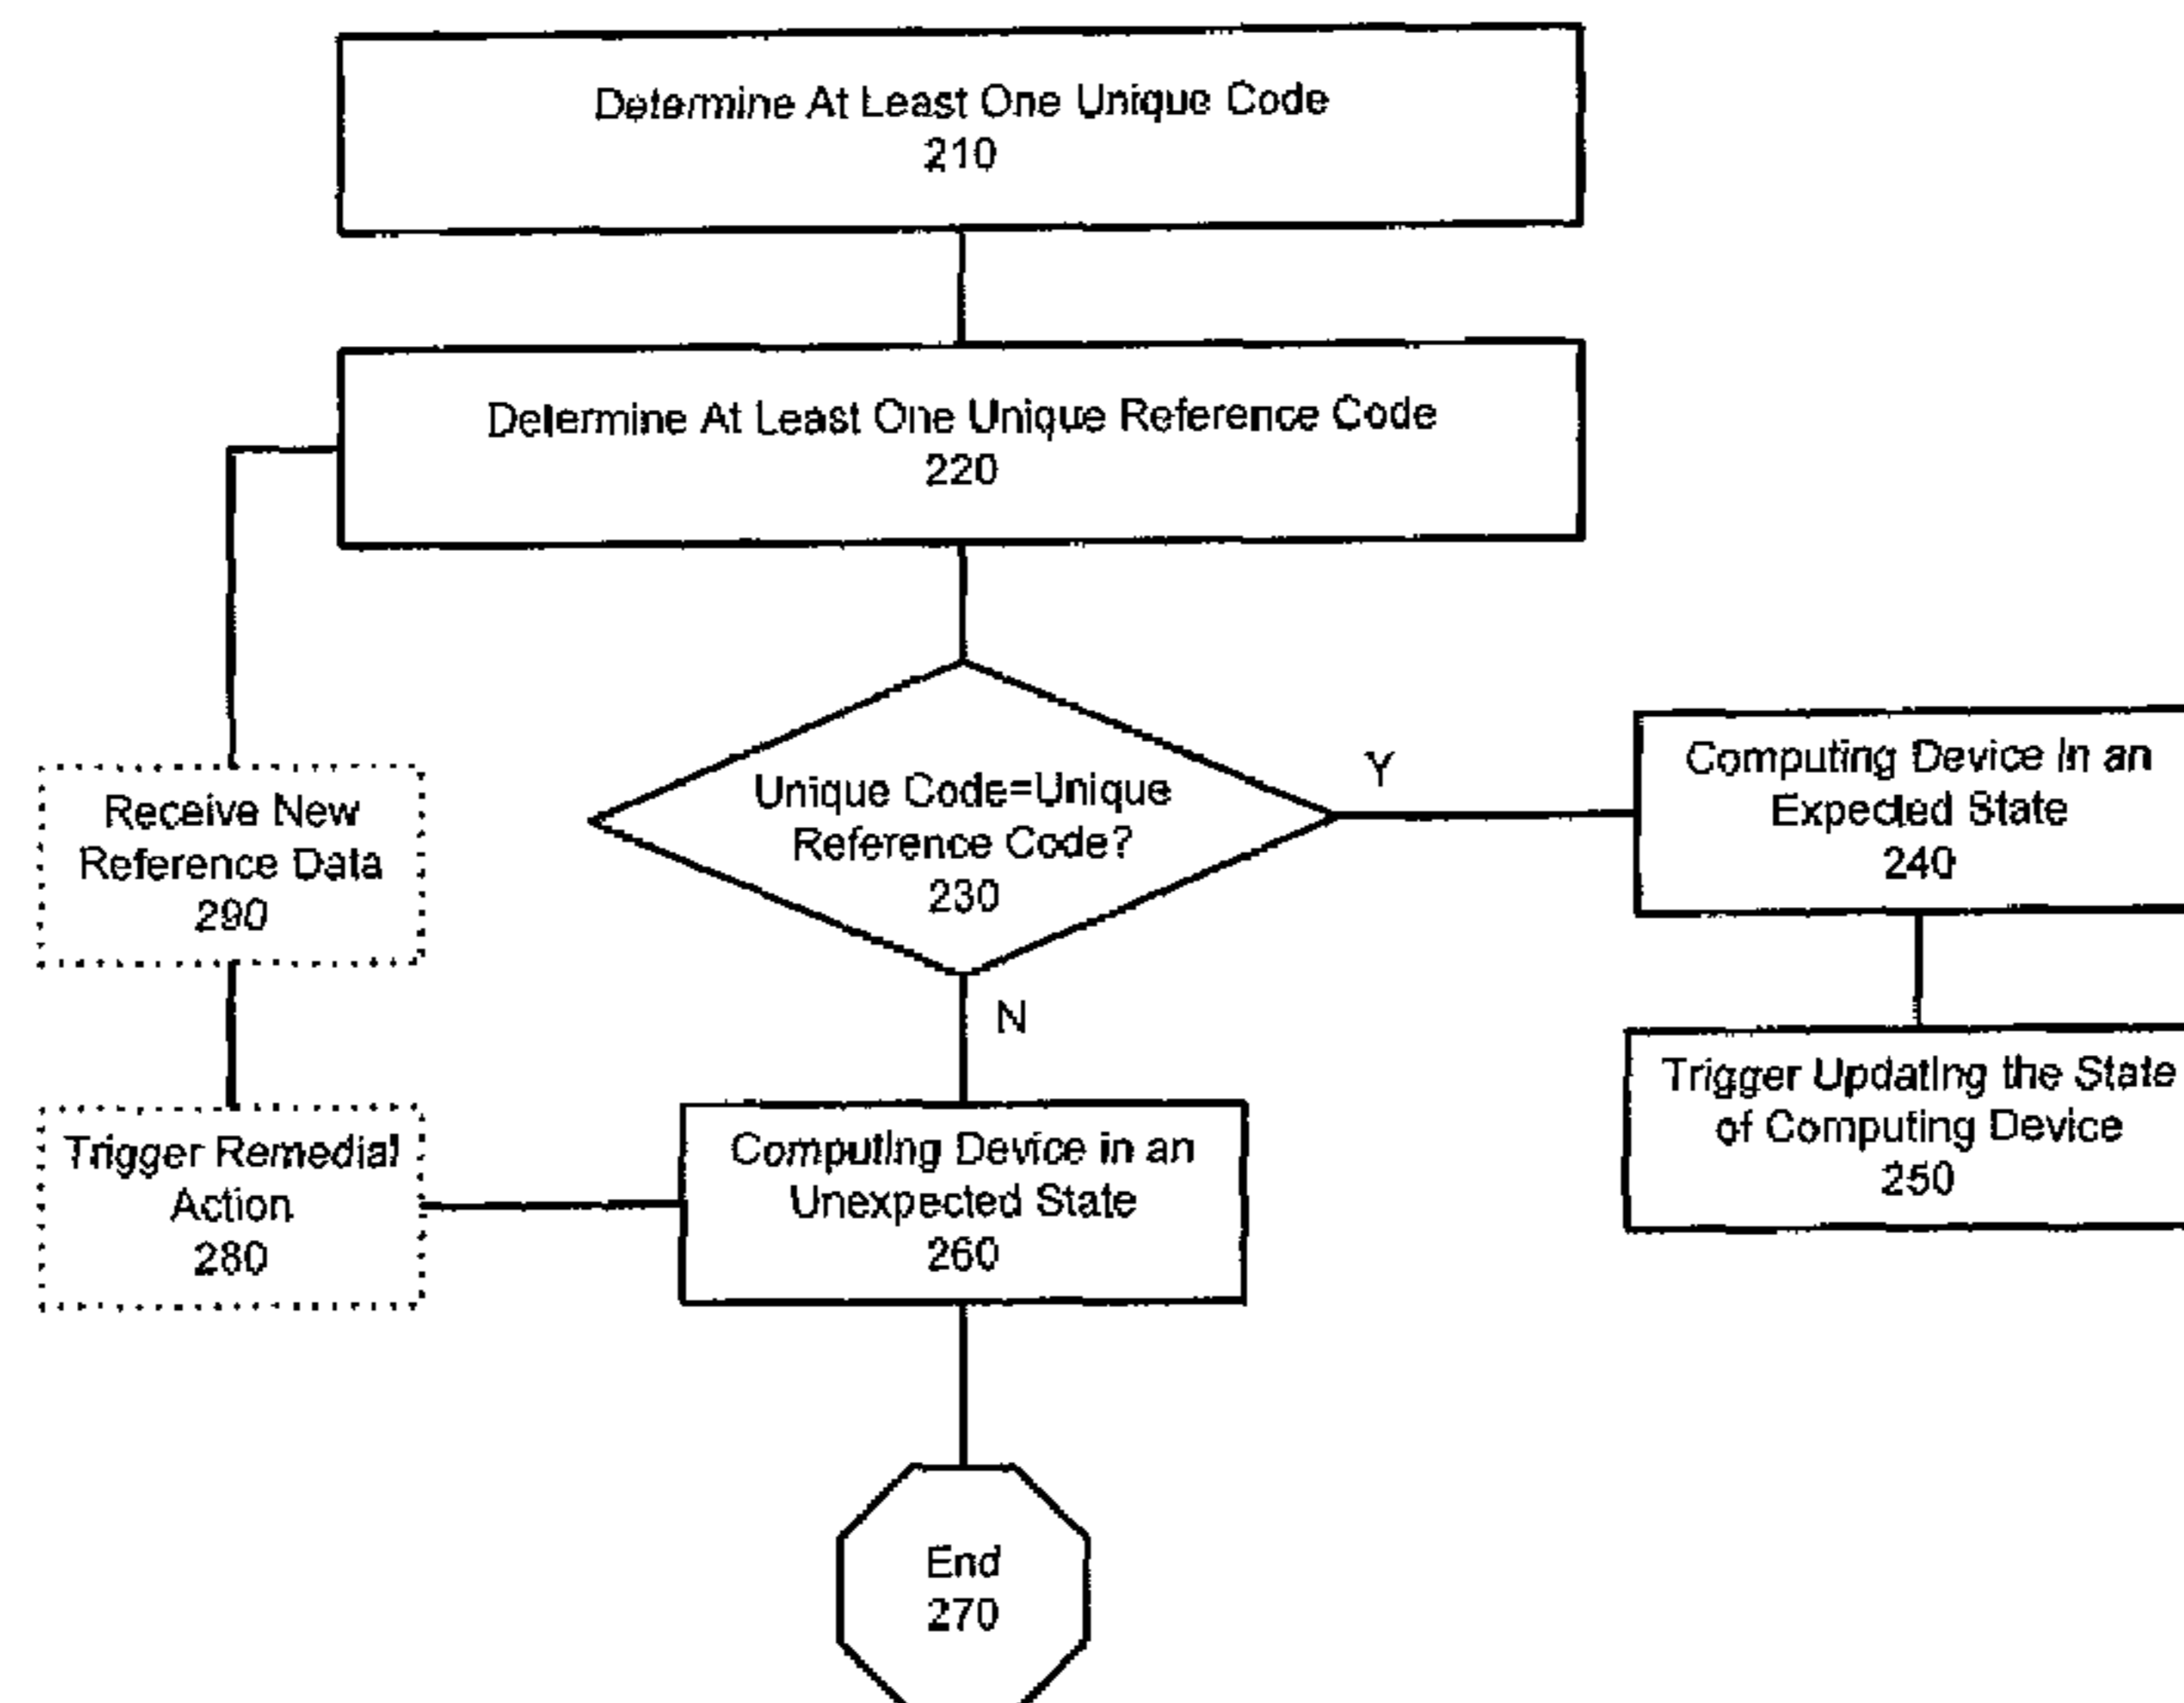 Determine At Least One Unique Code
210
Determine At Least One Unique Reference Code
220
Unique Code=Unique
Reference Code?
230
Y
N
Computing Device In an
Expected State
240
Trigger Updating the State
of Computing Device
250
Receive New
Reference Data
290
Trigger Remedial
Action
280
Computing Device in an
Unexpected State
260
End
270